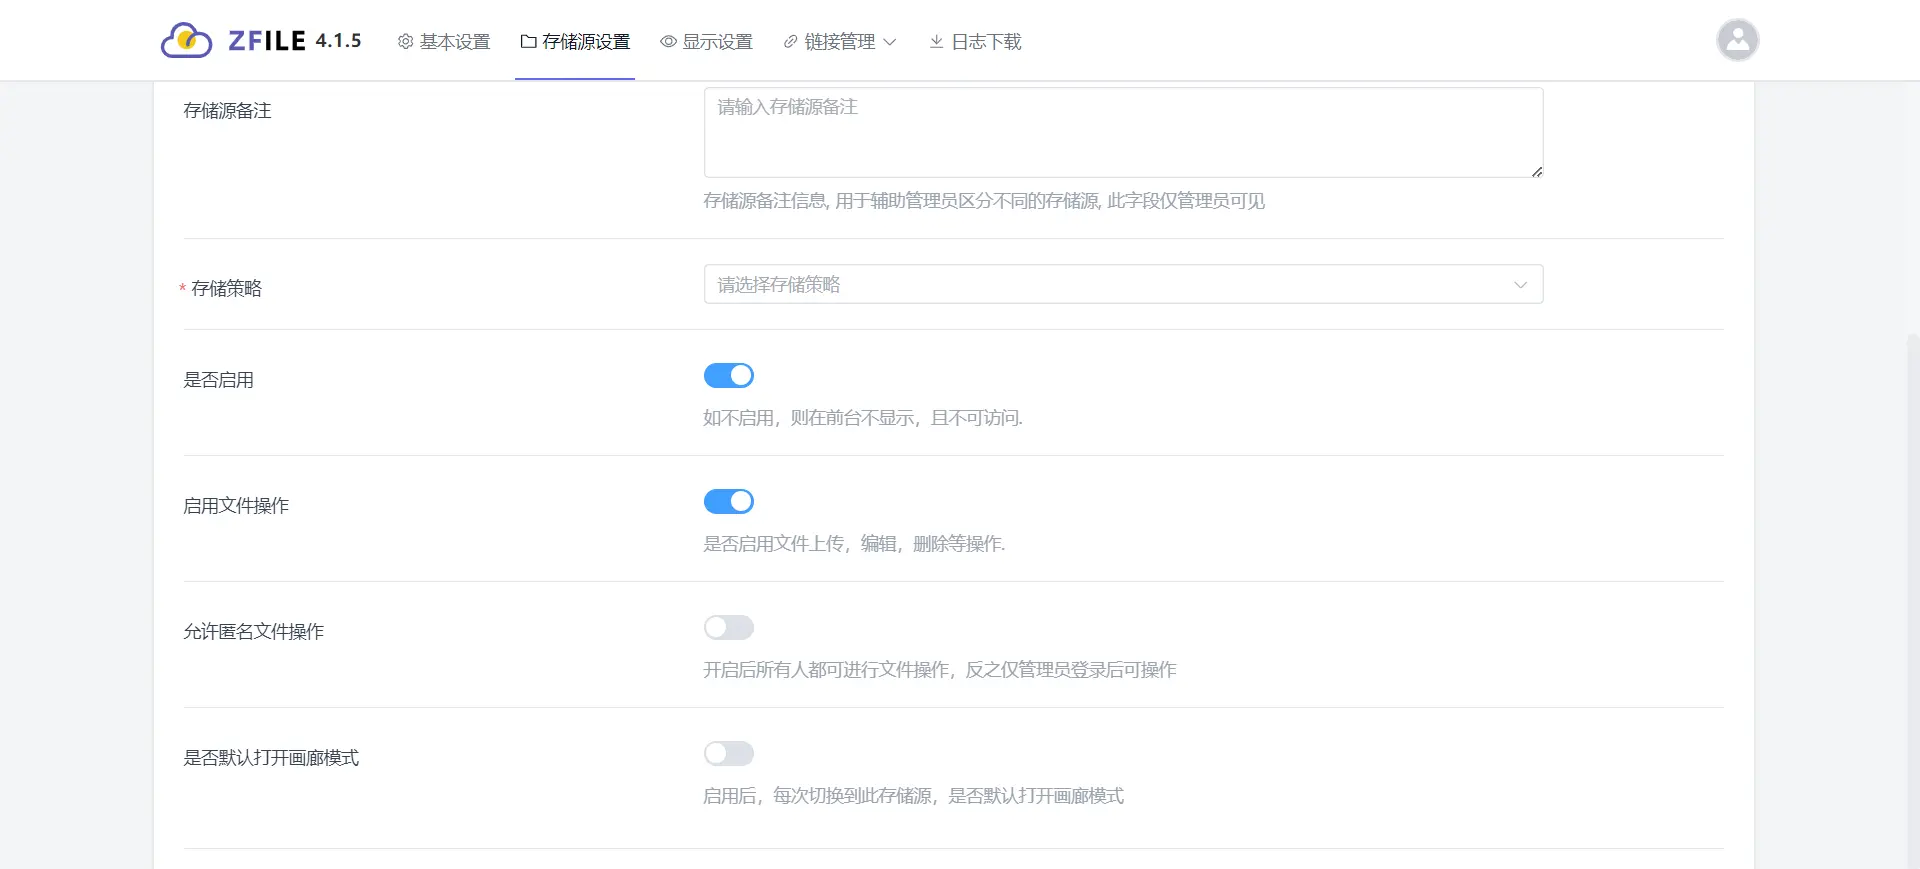 ZFILE 4.1.5 基本设置 存储源设置 显示设置 链接管理 日志下载
存储源备注
请输入存储源备注
存储源备注信息, 用于辅助管理员区分不同的存储源, 此字段仅管理员可见
* 存储策略
请选择存储策略
是否启用
如不启用，则在前台不显示，且不可访问.
启用文件操作
是否启用文件上传，编辑，删除等操作.
允许匿名文件操作
开启后所有人都可进行文件操作，反之仅管理员登录后可操作
是否默认打开画廊模式
启用后，每次切换到此存储源，是否默认打开画廊模式